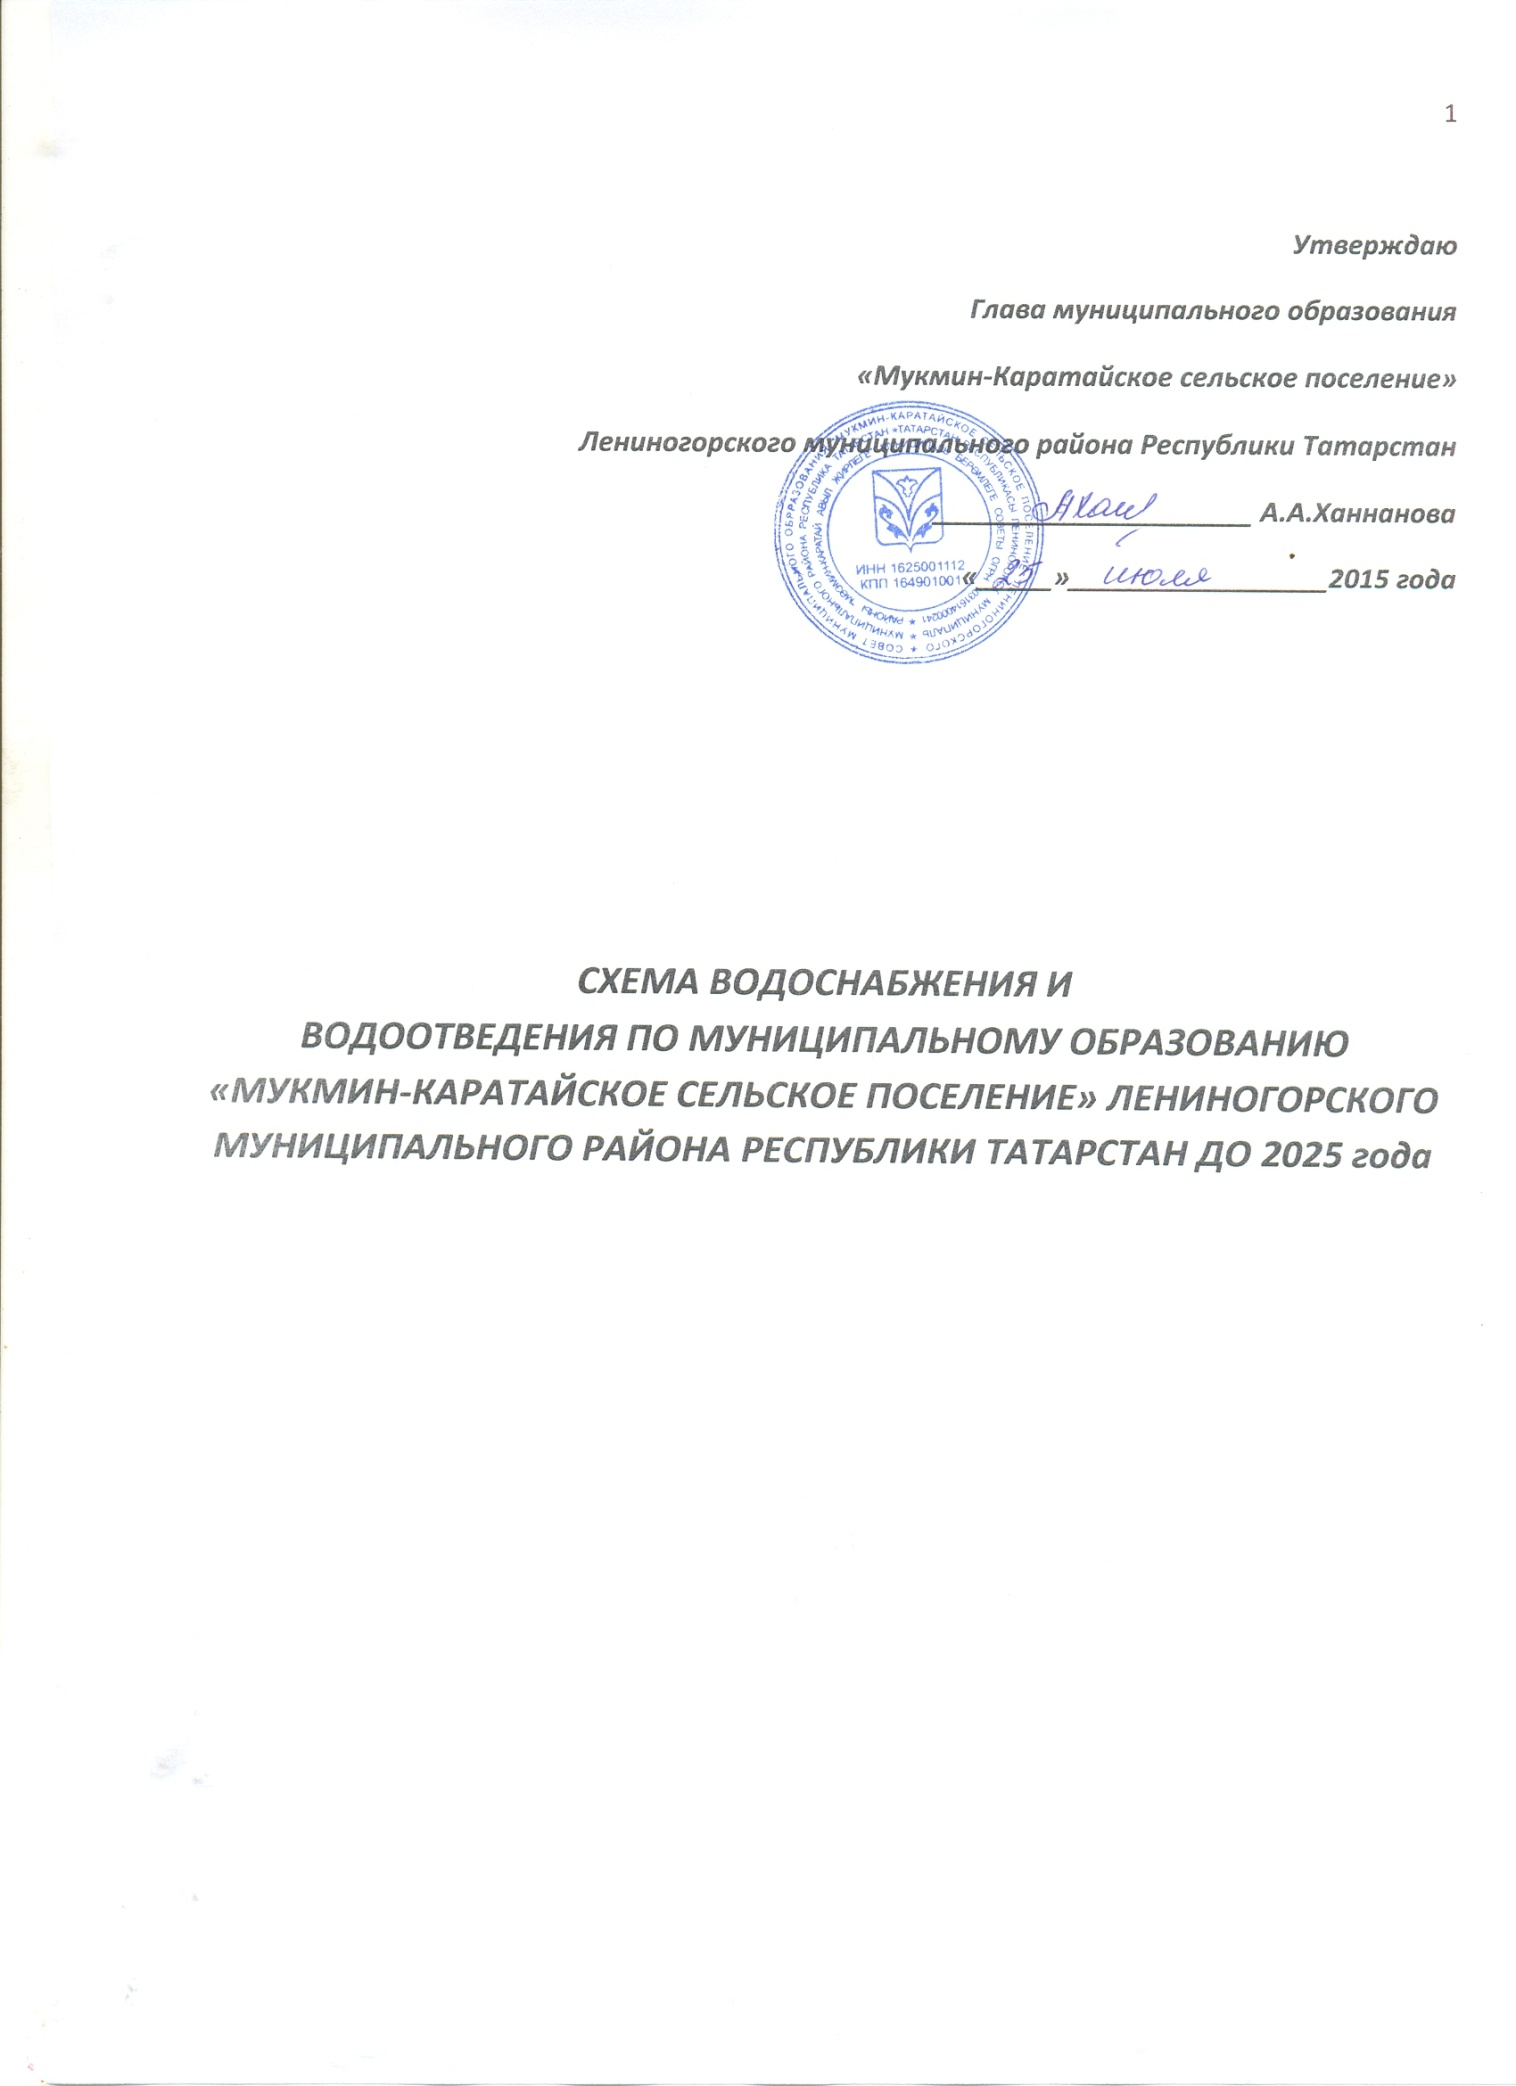 1
Утверждаю
Глава муниципального образования
«Мукмин-Каратайское сельское поселение»
Лениногорского муниципального района Республики Татарстан
А.А.Ханнанова
« 25 » июля 2015 года
ИНН 1625001112
КПП 164901001
СХЕМА ВОДОСНАБЖЕНИЯ И
ВОДООТВЕДЕНИЯ ПО МУНИЦИПАЛЬНОМУ ОБРАЗОВАНИЮ
«МУКМИН-КАРАТАЙСКОЕ СЕЛЬСКОЕ ПОСЕЛЕНИЕ» ЛЕНИНОГОРСКОГО
МУНИЦИПАЛЬНОГО РАЙОНА РЕСПУБЛИКИ ТАТАРСТАН ДО 2025 года